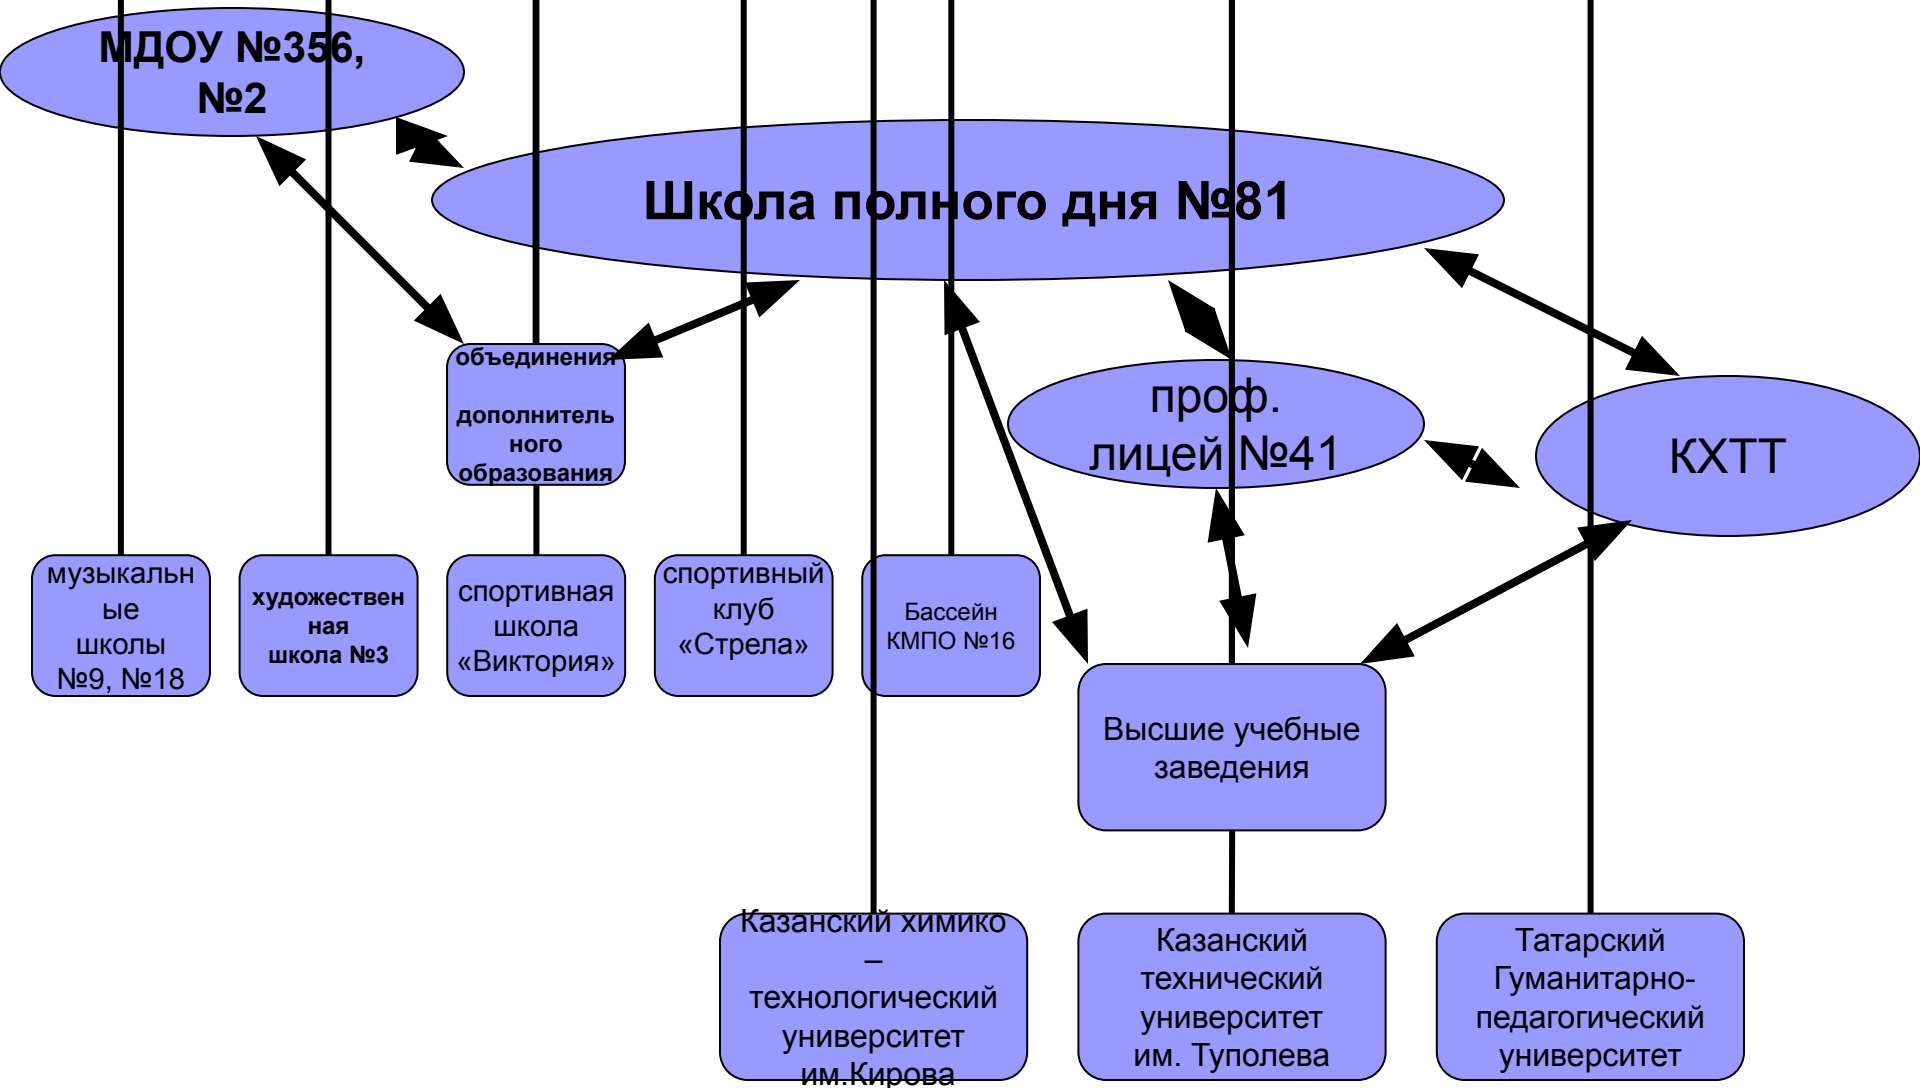 МДОУ №356,
№2
Школа полного дня №81
объединения
дополнитель
ного
образования
проф.
лицей №41
КХТТ
музыкальн
ые
школы
№9, №18
художествен
ная
школа №3
спортивная
школа
«Виктория»
спортивный
клуб
«Стрела»
Бассейн
КМПО №16
Высшие учебные
заведения
Казанский химико
–
технологический
университет
им.Кирова
Казанский
технический
университет
им. Туполева
Татарский
Гуманитарно-
педагогический
университет